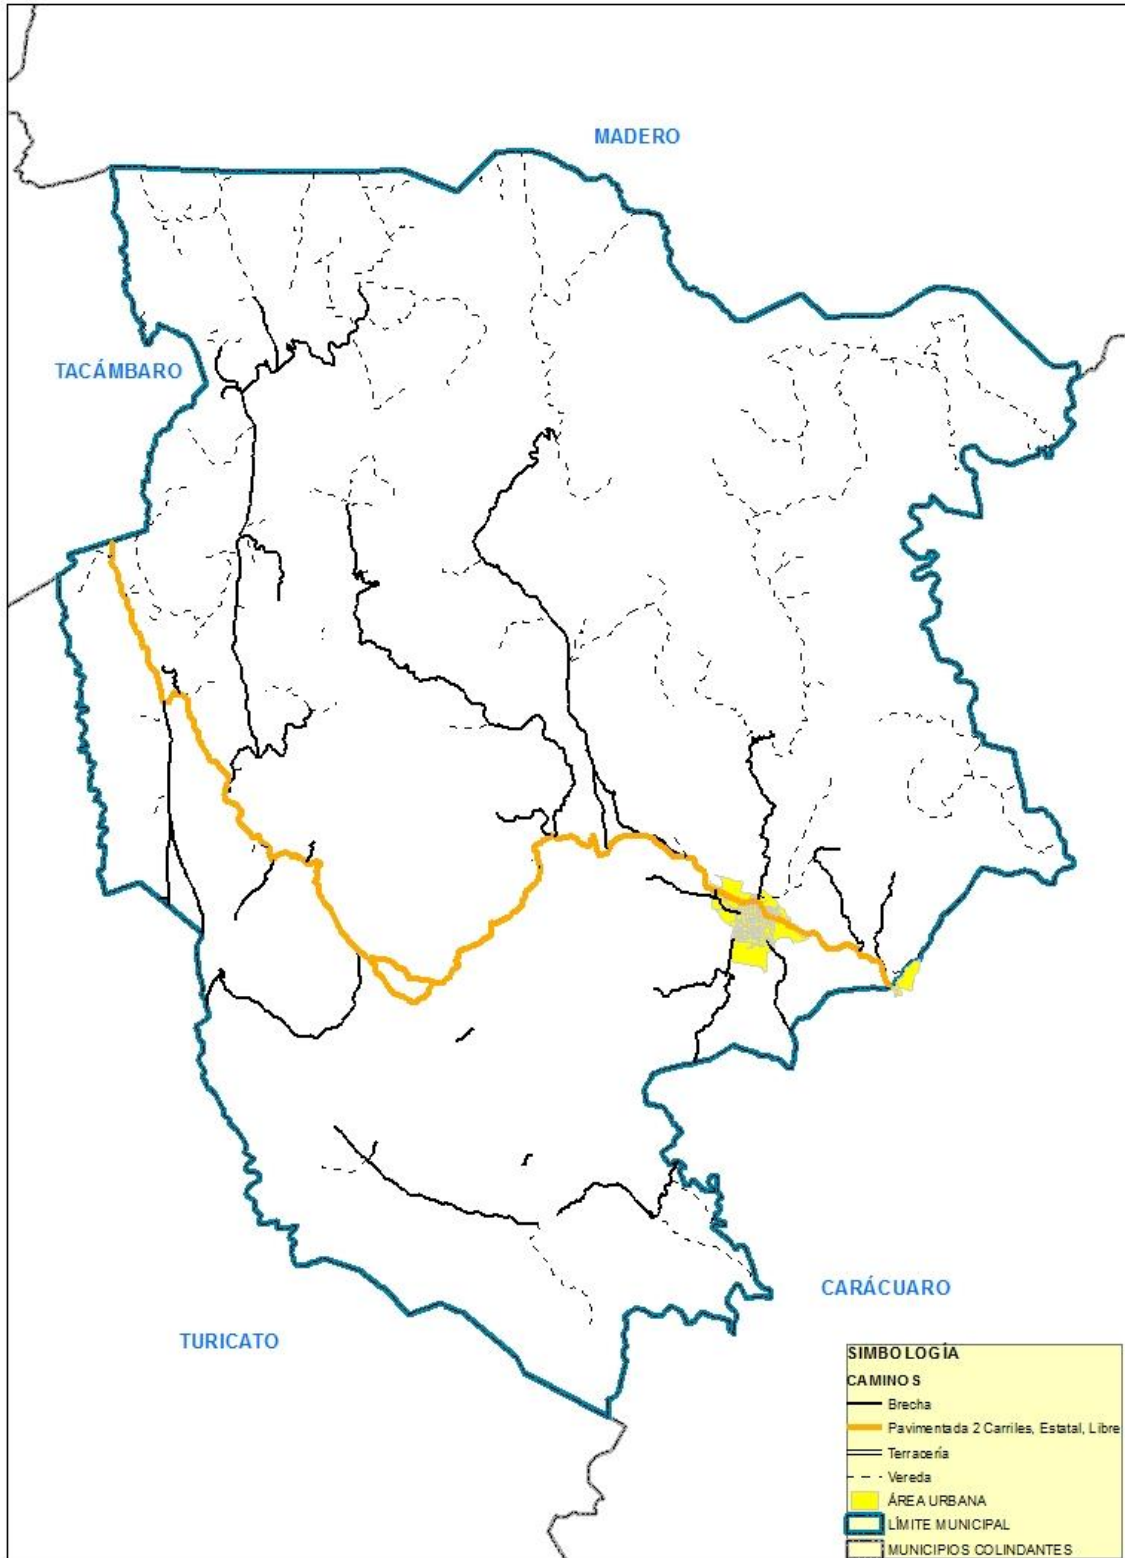 MADERO
TACÁMBARO
CARÁCUARO
TURICATO
SIMBOLOGÍA
CAMINOS
Brecha
Pavimentada 2 Carriles, Estatal, Libre
Terracería
Vereda
ÁREA URBANA
LÍMITE MUNICIPAL
MUNICIPIOS COLINDANTES